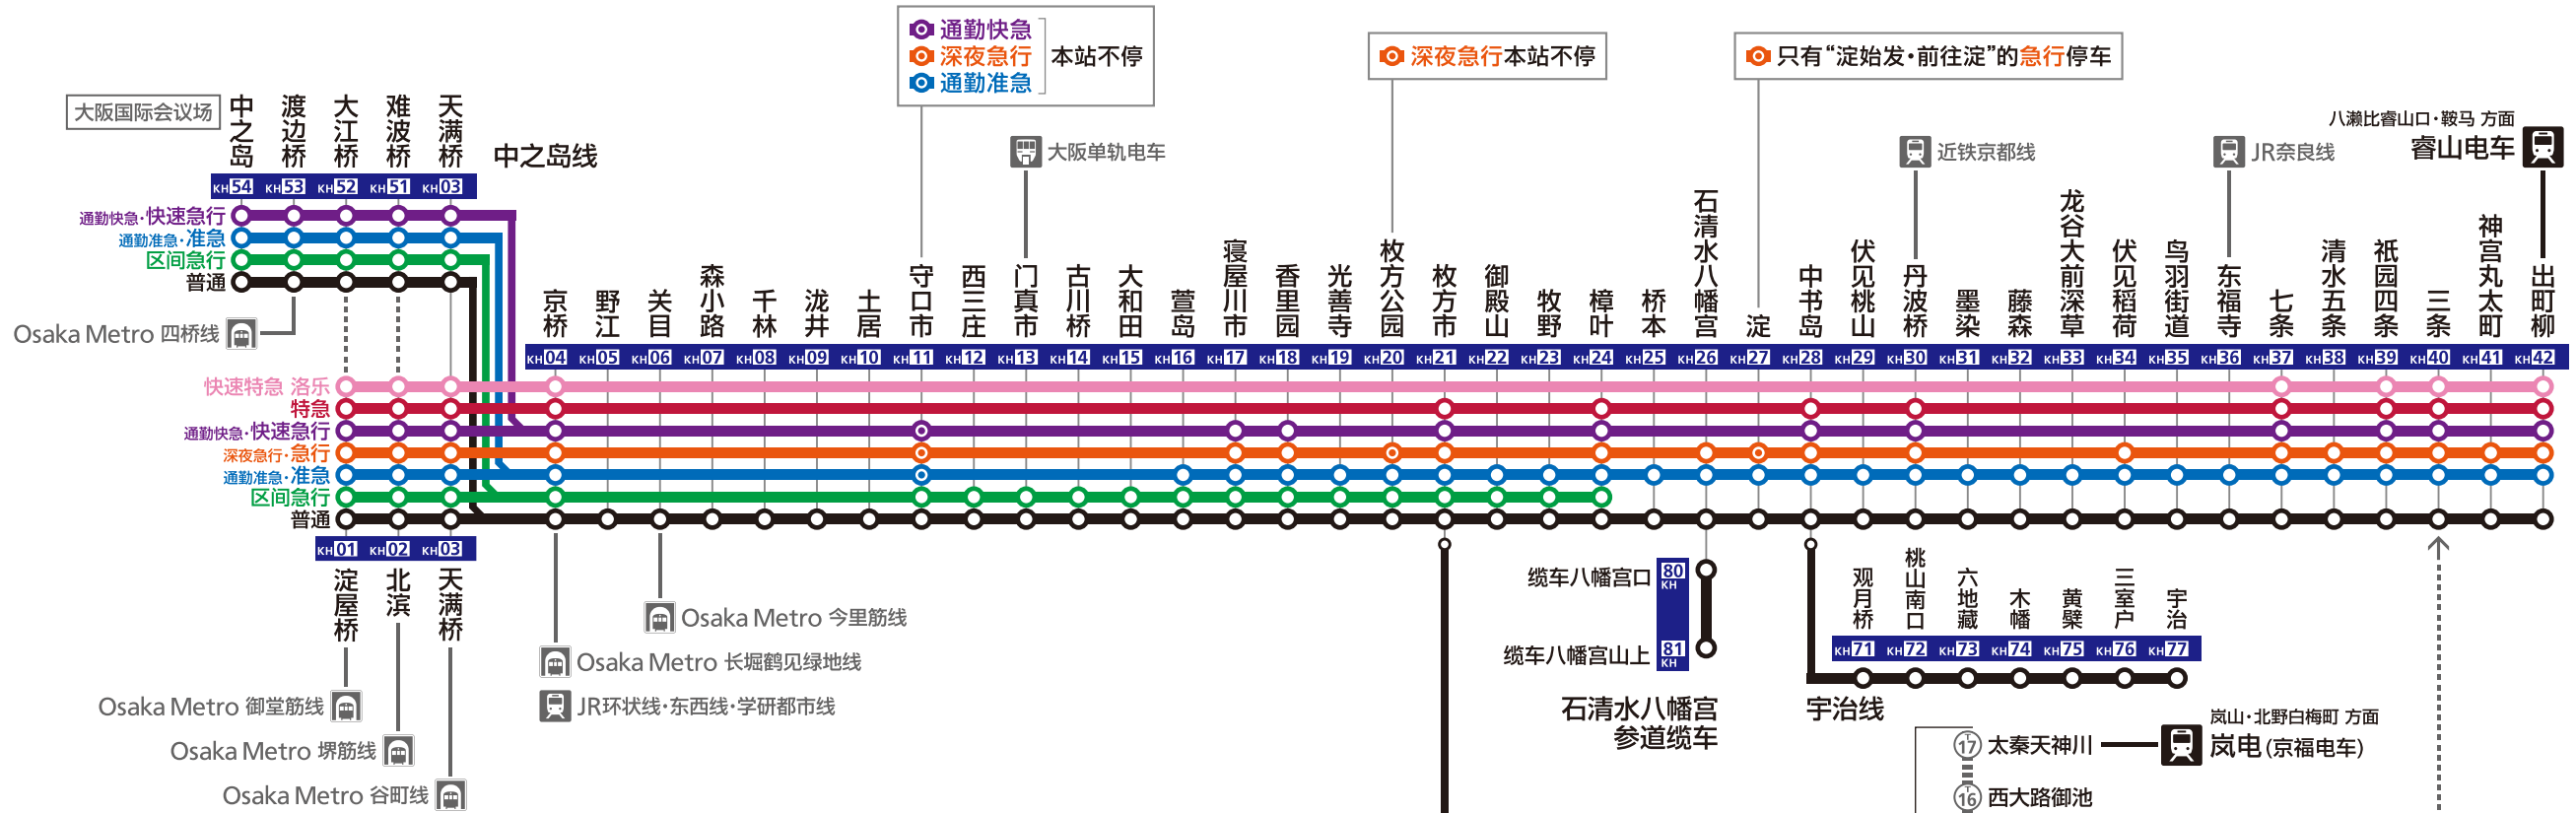 通勤快急
深夜急行
通勤准急
本站不停
深夜急行本站不停
只有“淀始发·前往淀”的急行停车
大阪国际会议场
中之岛
渡边桥
大江桥
难波桥
天满桥
中之岛线
KH54 KH53 KH52 KH51 KH03
通勤快急·快速急行
通勤准急·准急
区间急行
普通
Osaka Metro 四桥线
大阪单轨电车
近铁京都线
JR奈良线
八濑比睿山口·鞍马 方面
睿山电车
京桥
野江
关目
森小路
千林
泷井
土居
守口市
西三庄
门真市
古川桥
大和田
萱岛
寝屋川市
香里园
光善寺
枚方公园
枚方市
御殿山
牧野
樟叶
桥本
石清水八幡宫
淀
中书岛
伏见桃山
丹波桥
墨染
藤森
龙谷大前深草
伏见稻荷
鸟羽街道
东福寺
七条
清水五条
祇园四条
三条
神宫丸太町
出町柳
KH04 KH05 KH06 KH07 KH08 KH09 KH10 KH11 KH12 KH13 KH14 KH15 KH16 KH17 KH18 KH19 KH20 KH21 KH22 KH23 KH24 KH25 KH26 KH27 KH28 KH29 KH30 KH31 KH32 KH33 KH34 KH35 KH36 KH37 KH38 KH39 KH40 KH41 KH42
快速特急 洛乐
特急
通勤快急·快速急行
深夜急行·急行
通勤准急·准急
区间急行
普通
KH01 KH02 KH03
淀屋桥
北滨
天满桥
Osaka Metro 御堂筋线
Osaka Metro 堺筋线
Osaka Metro 谷町线
Osaka Metro 今里筋线
Osaka Metro 长堀鹤见绿地线
JR环状线·东西线·学研都市线
缆车八幡宫口
80
KH
缆车八幡宫山上
81
KH
石清水八幡宫
参道缆车
观月桥
桃山南口
六地藏
木幡
黄檗
三室户
宇治
KH71 KH72 KH73 KH74 KH75 KH76 KH77
宇治线
T
17
太秦天神川
岚山·北野白梅町 方面
岚电 (京福电车)
T
16
西大路御池